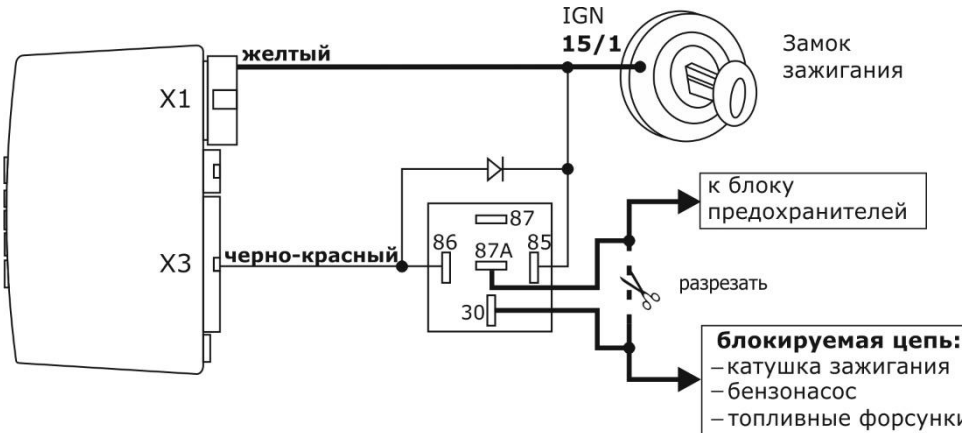 IGN
15/1
желтый
Замок
зажигания
X1
к блоку
предохранителей
87
86
87A
85
черно-красный
X3
30
разрезать
блокируемая цепь:
–катушка зажигания
–бензонасос
–топливные форсунки